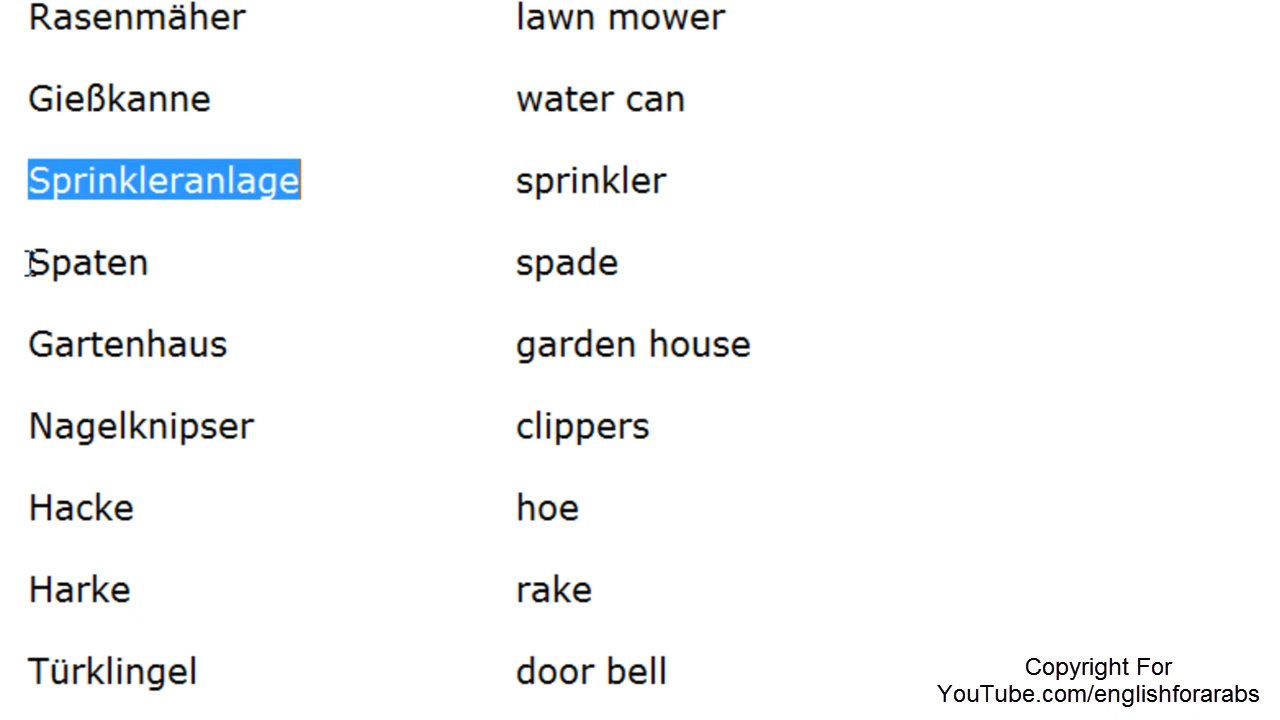 Rasenmäher lawn mower
Gießkanne water can
Sprinkleranlage sprinkler
Spaten spade
Gartenhaus garden house
Nagelknipser clippers
Hacke hoe
Harke rake
Türklingel door bell
Copyright For
YouTube.com/englishforarabs